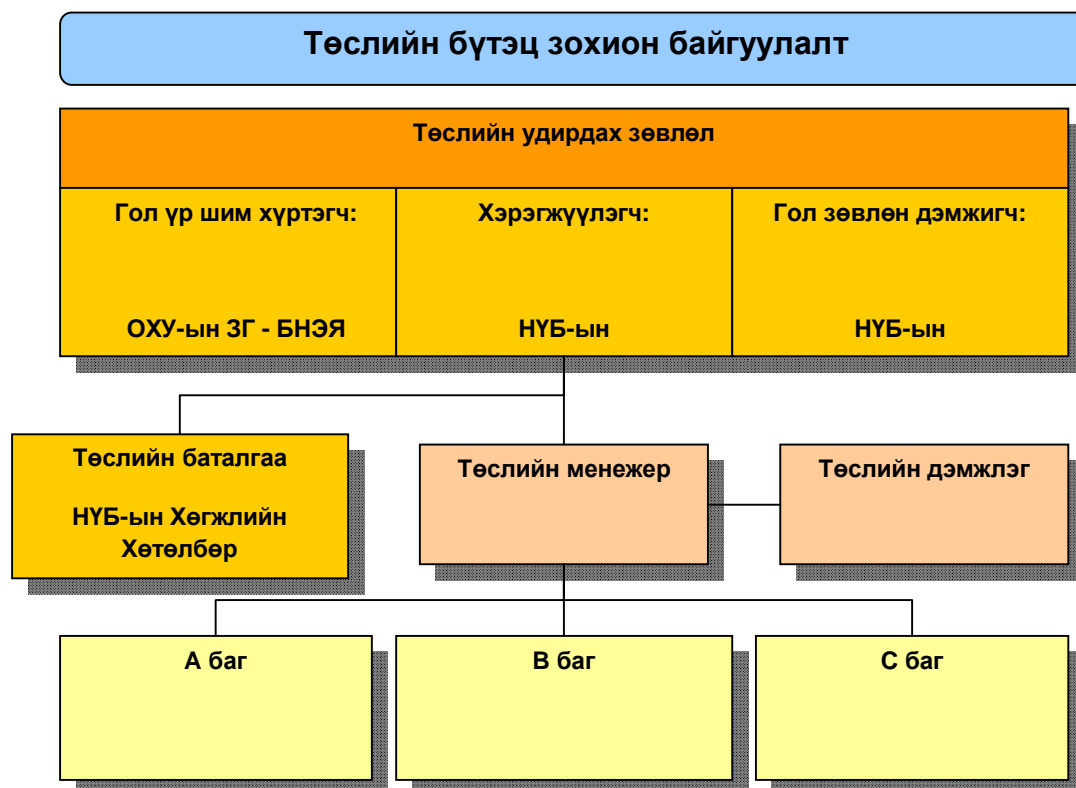 Төслийн бүтэц зохион байгуулалт
Төслийн удирдах зөвлөл
Гол үр шим хүртэгч:
Хэрэгжүүлэгч:
Гол зөвлөн дэмжигч:
ОХУ-ын ЗГ - БНЭЯ
НҮБ-ын
НҮБ-ын
Төслийн баталгаа
НҮБ-ын Хөгжлийн
Хөтөлбөр
Төслийн менежер
Төслийн дэмжлэг
А баг
В баг
С баг